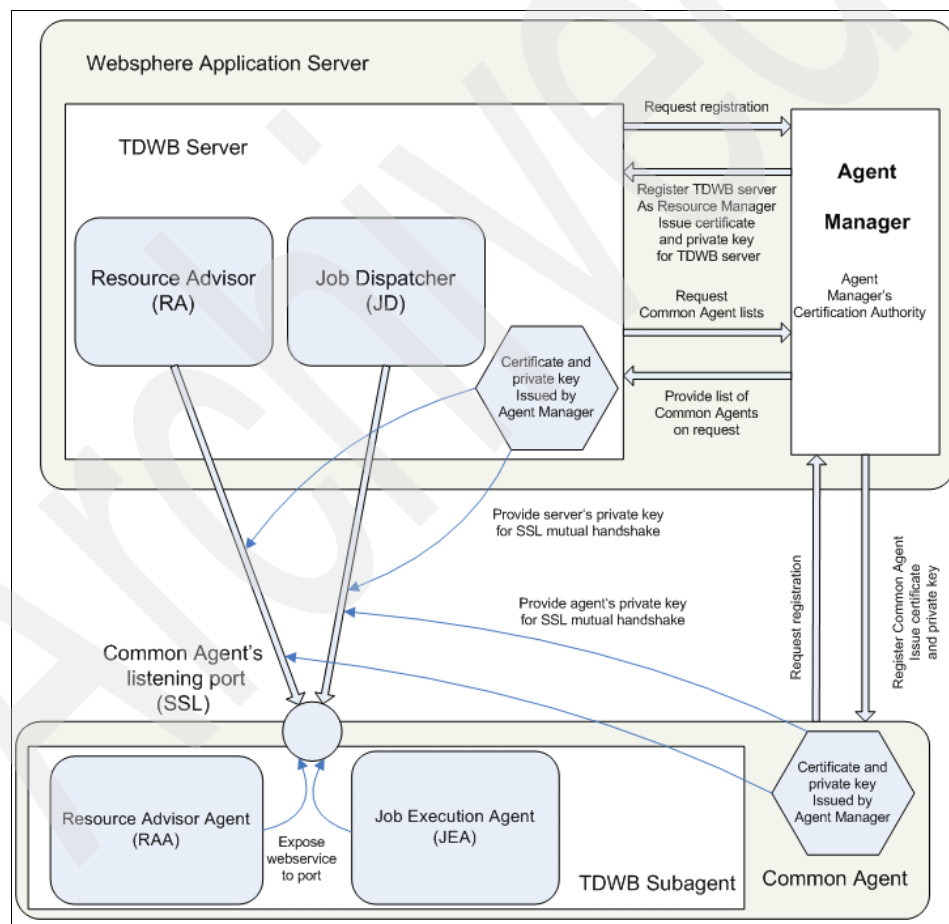 Websphere Application Server
TDWB Server
Resource Advisor
(RA)
Job Dispatcher
(JD)
Certificate and
private key
Issued by
Agent Manager
Request registration
Register TDWB server
As Resource Manager
Issue certificate
and private key
for TDWB server
Request
Common Agent lists
Provide list of
Common Agents
on request
Agent
Manager
Agent
Manager's
Certification Authority
Provide server's private key
for SSL mutual handshake
Provide agent's private key
for SSL mutual handshake
Request registration
Register Common Agent
Issue certificate
and private key
Common Agent's
listening port
(SSL)
Resource Advisor Agent
(RAA)
Expose
webservice
to port
Job Execution Agent
(JEA)
TDWB Subagent
Certificate and
private key
Issued by
Agent Manager
Common Agent
Archived